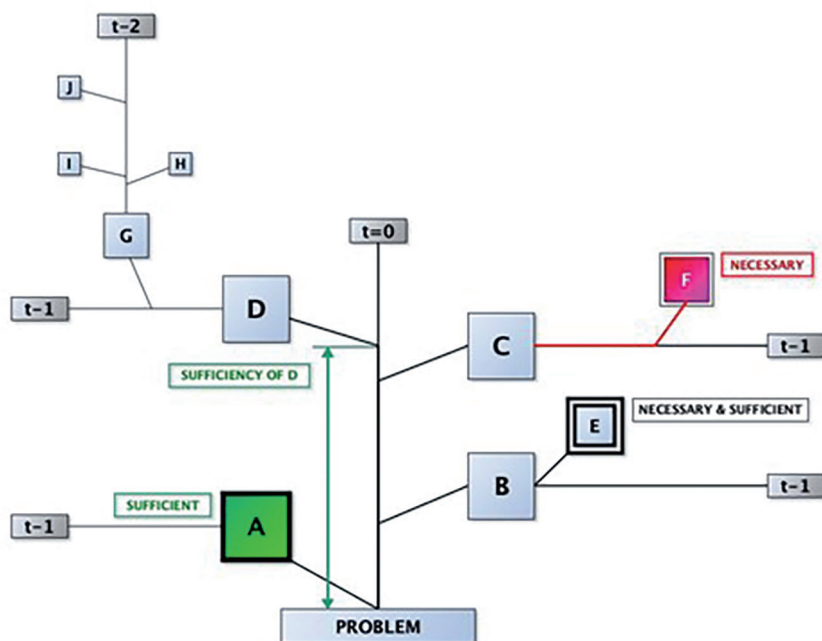 t-2
J
I
H
G
t=0
F
NECESSARY
t-1
D
C
t-1
SUFFICIENCY OF D
NECESSARY & SUFFICIENT
E
B
t-1
SUFFICIENT
A
t-1
PROBLEM